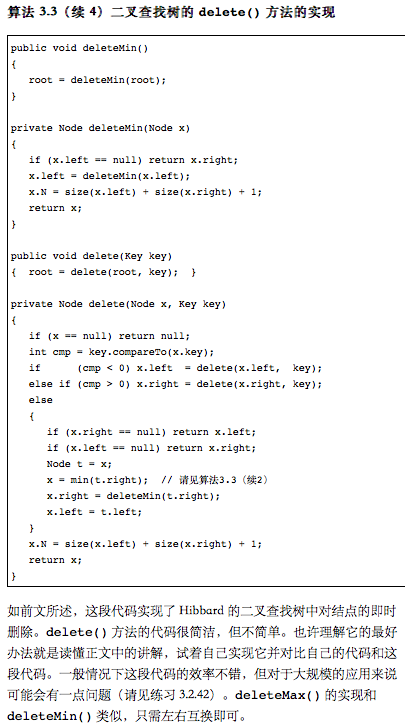 算法 3.3（续 4）二叉查找树的 delete() 方法的实现
public void deleteMin()
{
   root = deleteMin(root);
}
private Node deleteMin(Node x)
{
   if (x.left == null) return x.right;
   x.left = deleteMin(x.left);
   x.N = size(x.left) + size(x.right) + 1;
   return x;
}
public void delete(Key key)
{  root = delete(root, key);  }
private Node delete(Node x, Key key)
{
   if (x == null) return null;
   int cmp = key.compareTo(x.key);
   if      (cmp < 0) x.left  = delete(x.left,  key);
   else if (cmp > 0) x.right = delete(x.right, key);
   else
   {
      if (x.right == null) return x.left;
      if (x.left == null) return x.right;
      Node t = x;
      x = min(t.right);  // 请见算法3.3（续2）
      x.right = deleteMin(t.right);
      x.left = t.left;
   }
   x.N = size(x.left) + size(x.right) + 1;
   return x;
}
如前文所述，这段代码实现了 Hibbard 的二叉查找树中对结点的即时
删除。delete() 方法的代码很简洁，但不简单。也许理解它的最好
办法就是读懂正文中的讲解，试着自己实现它并对比自己的代码和这
段代码。一般情况下这段代码的效率不错，但对于大规模的应用来说
可能会有一点问题（请见练习 3.2.42）。deleteMax() 的实现和
deleteMin() 类似，只需左右互换即可。